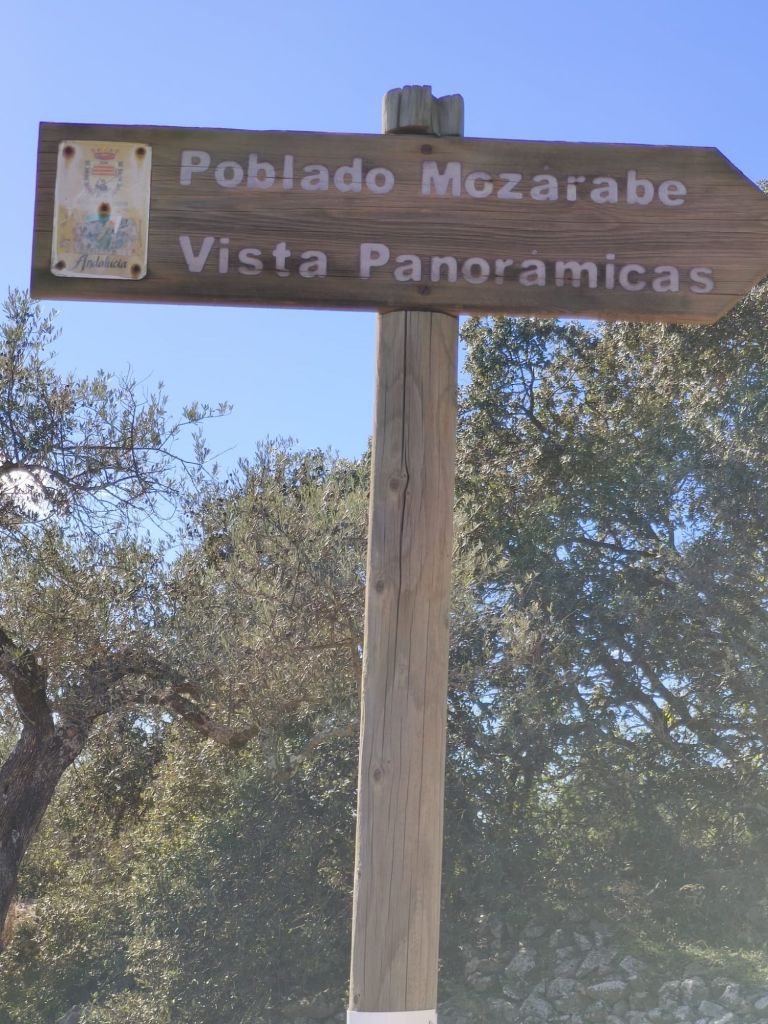 Poblado Mozárabe
Vista Panorámicas
Andalucía